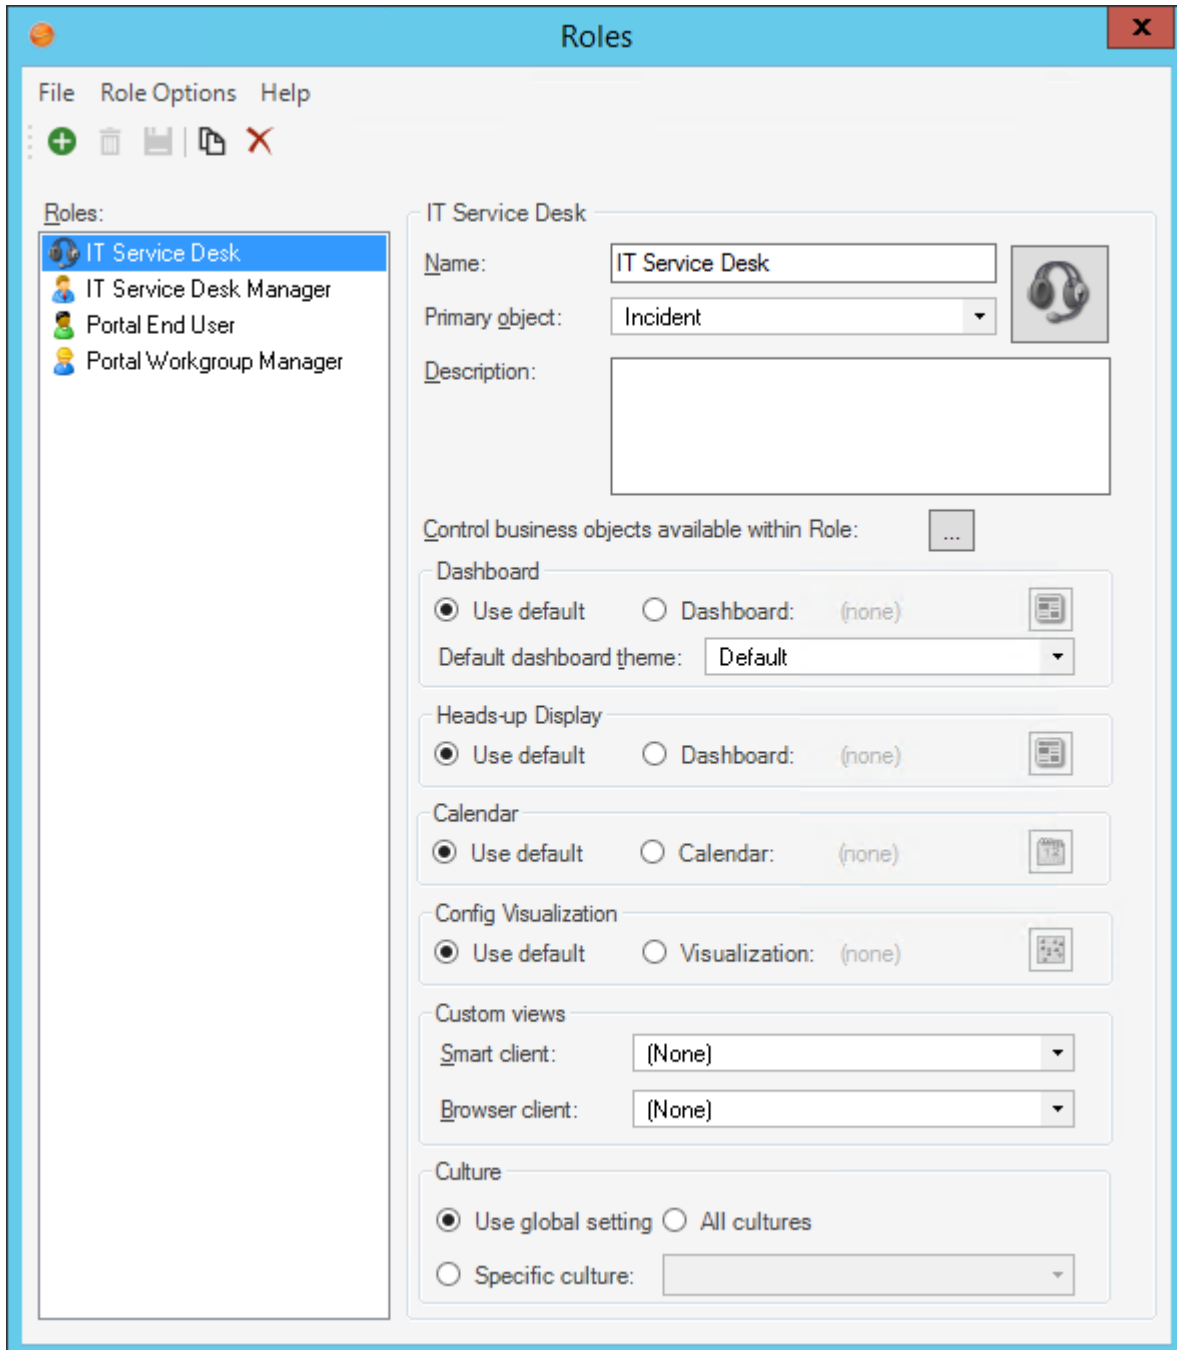 Roles
x
File Role Options Help
Roles:
IT Service Desk
IT Service Desk Manager
Portal End User
Portal Workgroup Manager
IT Service Desk
Name: IT Service Desk
Primary object: Incident
Description:
Control business objects available within Role: ...
Dashboard
Use default Dashboard: (none)
Default dashboard theme: Default
Heads-up Display
Use default Dashboard: (none)
Calendar
Use default Calendar: (none)
Config Visualization
Use default Visualization: (none)
Custom views
Smart client: (None)
Browser client: (None)
Culture
Use global setting All cultures
Specific culture: